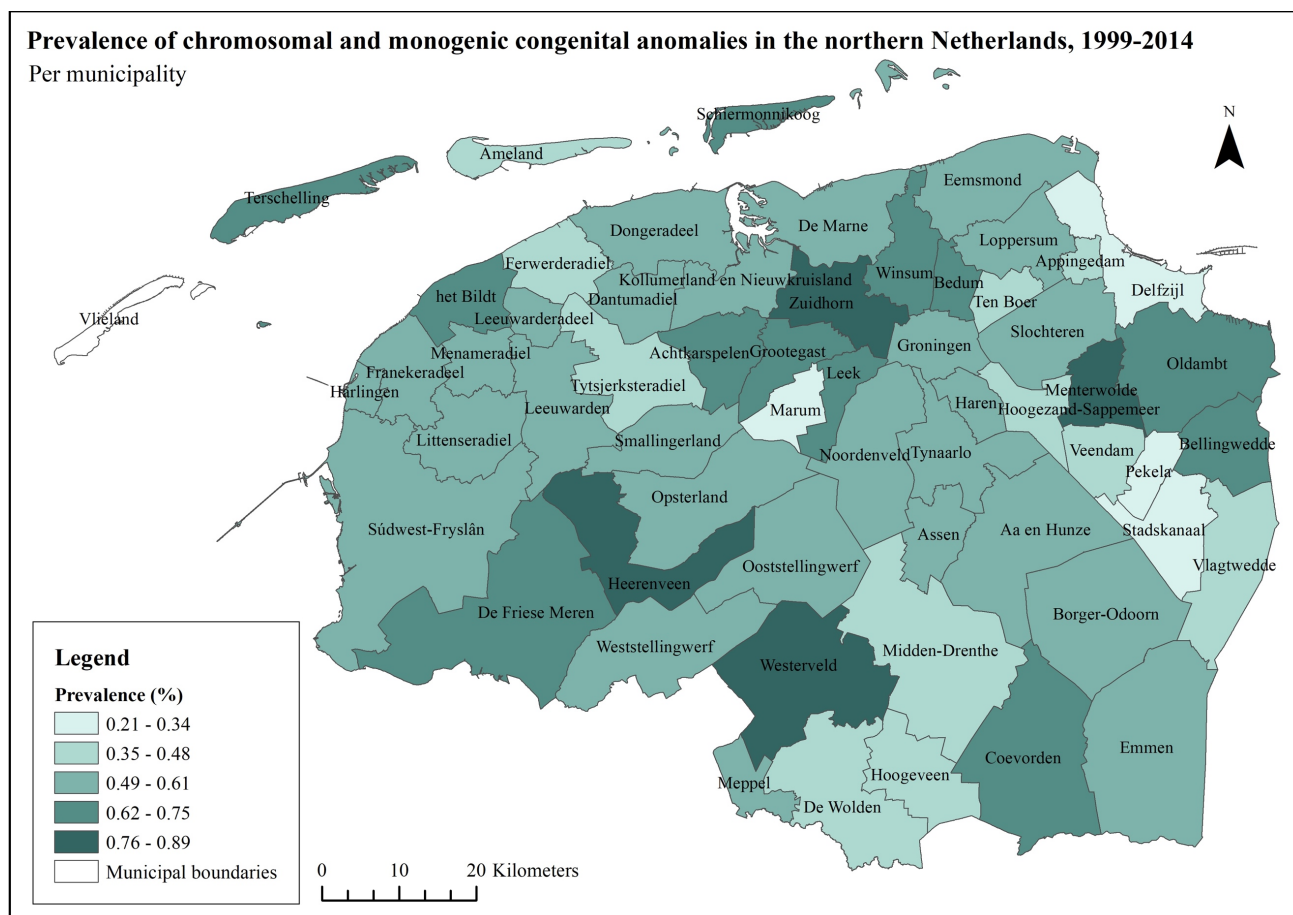 Prevalence of chromosomal and monogenic congenital anomalies in the northern Netherlands, 1999-2014
Per municipality
Schiermonnikoog
N
Ameland
Terschelling
Eemsmond
De Marne
Dongeradeel
Loppersum
Ferwerderadiel
Appingedam
Kollumerland en Nieuwkruisland
Winsum
Bedum
Delfzijl
het Bildt
Dantumadiel
Zuidhorn
Ten Boer
Vlieland
Leeuwarderadeel
Slochteren
Groningen
Menameradiel
Achtkarspelen
Grootegast
Oldambt
Franekeradeel
Leek
Harlingen
Tytsjerksteradiel
Menterwolde
Haren
Leeuwarden
Marum
Hoogezand-Sappemeer
Littenseradiel
Smallingerland
Bellingwedde
Noordenveld
Tynaarlo
Veendam
Pekela
Opsterland
Súdwest-Fryslân
Assen
Aa en Hunze
Stadskanaal
Ooststellingwerf
Vlagtwedde
Heerenveen
De Friese Meren
Borger-Odoorn
Weststellingwerf
Midden-Drenthe
Westerveld
Emmen
Coevorden
Hoogeveen
Meppel
De Wolden
Legend
Prevalence (%)
0.21 - 0.34
0.35 - 0.48
0.49 - 0.61
0.62 - 0.75
0.76 - 0.89
Municipal boundaries
0 10 20 Kilometers